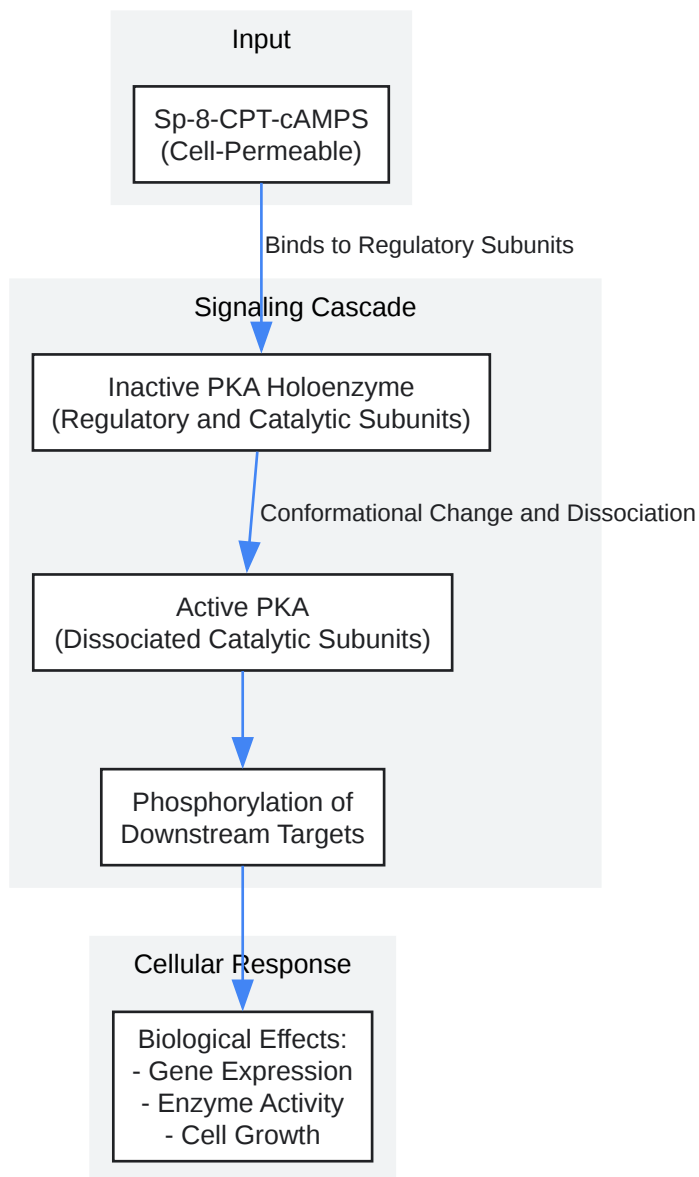 Input
Sp-8-CPT-cAMPS
(Cell-Permeable)
Binds to Regulatory Subunits
Signaling Cascade
Inactive PKA Holoenzyme
(Regulatory and Catalytic Subunits)
Conformational Change and Dissociation
Active PKA
(Dissociated Catalytic Subunits)
Phosphorylation of
Downstream Targets
Cellular Response
Biological Effects:
- Gene Expression
- Enzyme Activity
- Cell Growth